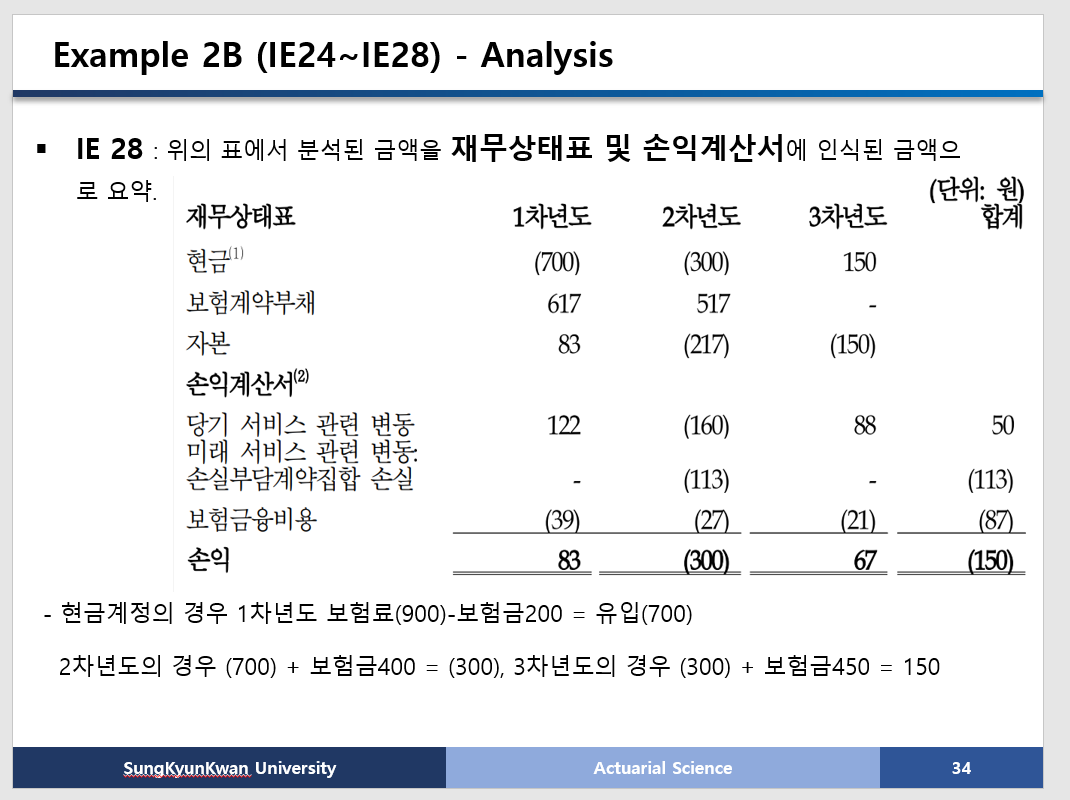 Example 2B (IE24~IE28) - Analysis
▪ IE 28 : 위의 표에서 분석된 금액을 재무상태표 및 손익계산서에 인식된 금액으
로 요약.
(단위: 원)
재무상태표 1차년도 2차년도 3차년도 합계
현금(1) (700) (300) 150
보험계약부채 617 517 -
자본 83 (217) (150)
손익계산서(2)
당기 서비스 관련 변동 122 (160) 88 50
미래 서비스 관련 변동:
손실부담계약집합 손실 - (113) - (113)
보험금융비용 (39) (27) (21) (87)
손익 83 (300) 67 (150)
- 현금계정의 경우 1차년도 보험료(900)-보험금200 = 유입(700)
2차년도의 경우 (700) + 보험금400 = (300), 3차년도의 경우 (300) + 보험금450 = 150
SungKyunKwan University Actuarial Science 34